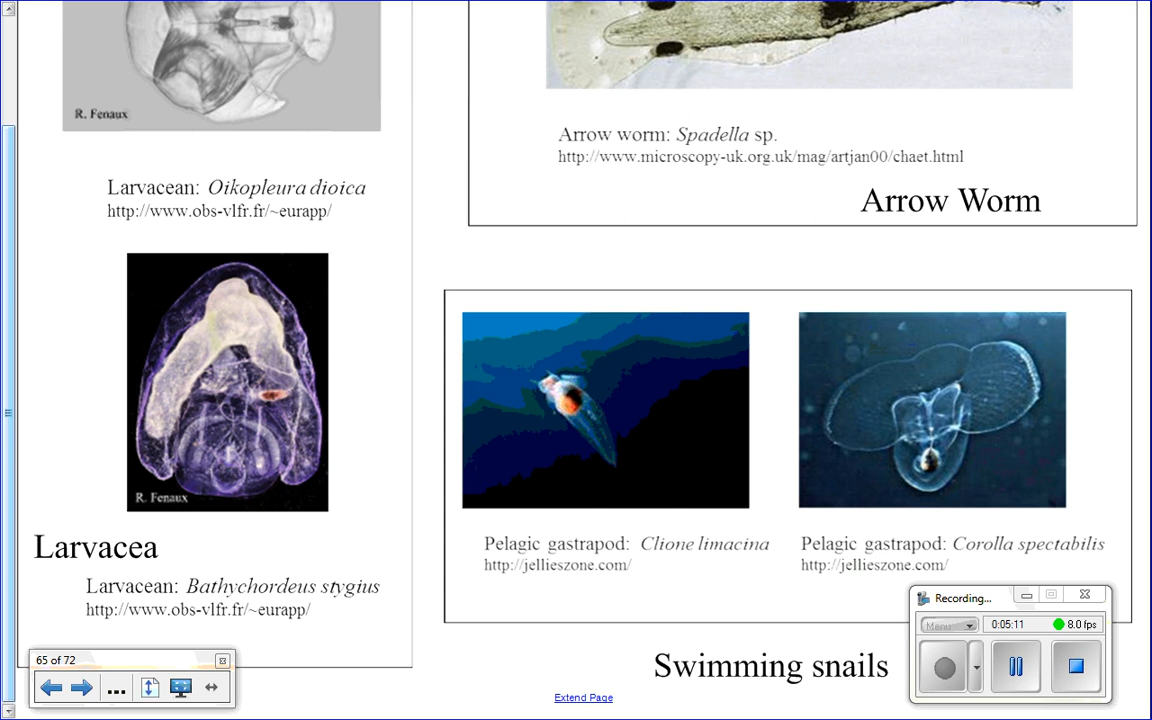 R. Fenaux
Larvacean: Oikopleura dioica
http://www.obs-vlfr.fr/~eurapp/
R. Fenaux
Larvacea
Larvacean: Bathychordeus stygius
http://www.obs-vlfr.fr/~eurapp/
Arrow worm: Spadella sp.
http://www.microscopy-uk.org.uk/mag/artjan00/chaet.html
Arrow Worm
Pelagic gastrapod: Clione limacina
http://jellieszone.com/
Pelagic gastrapod: Corolla spectabilis
http://jellieszone.com/
Swimming snails
Extend Page
65 of 72
...
Recording...
Menu
0:05:11
8.0 fps